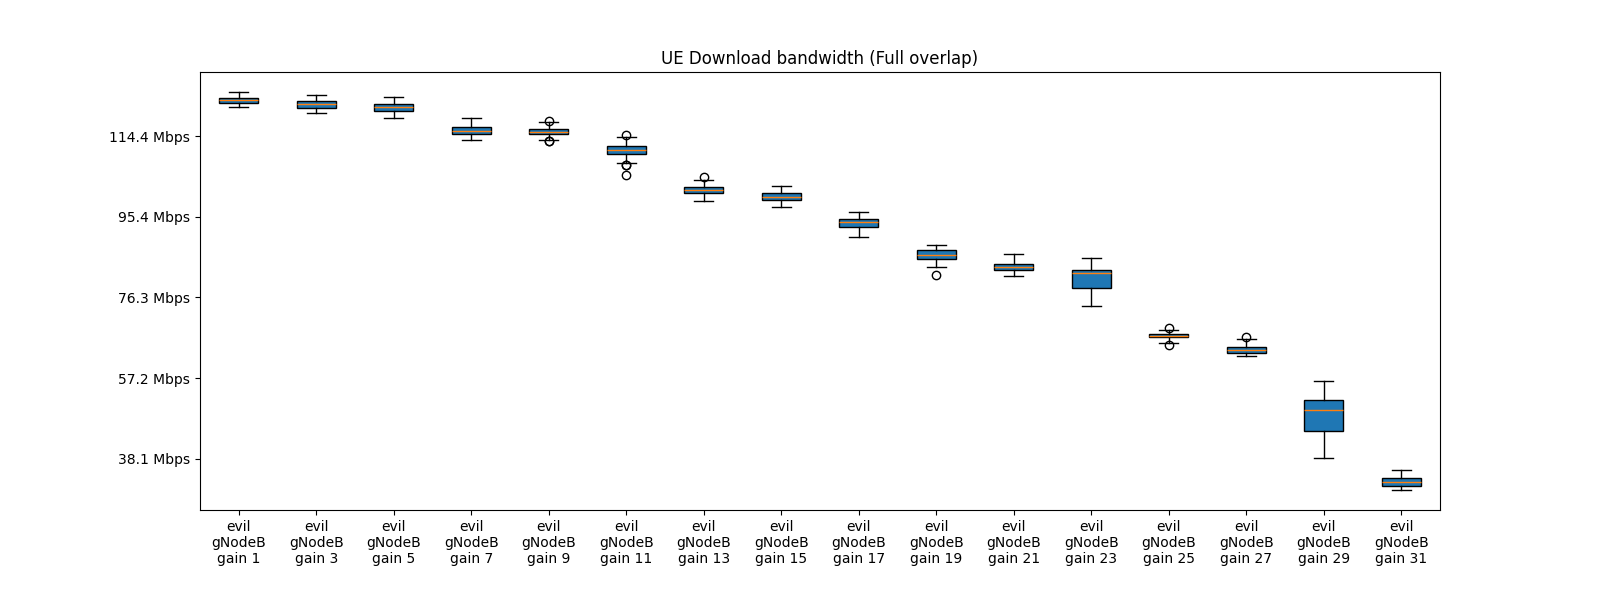 UE Download bandwidth (Full overlap)
114.4 Mbps
95.4 Mbps
76.3 Mbps
57.2 Mbps
38.1 Mbps
evil
gNodeB
gain 1
evil
gNodeB
gain 3
evil
gNodeB
gain 5
evil
gNodeB
gain 7
evil
gNodeB
gain 9
evil
gNodeB
gain 11
evil
gNodeB
gain 13
evil
gNodeB
gain 15
evil
gNodeB
gain 17
evil
gNodeB
gain 19
evil
gNodeB
gain 21
evil
gNodeB
gain 23
evil
gNodeB
gain 25
evil
gNodeB
gain 27
evil
gNodeB
gain 29
evil
gNodeB
gain 31